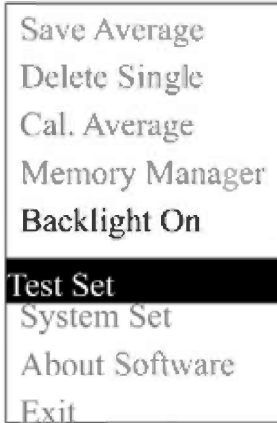 Save Average
Delete Single
Cal. Average
Memory Manager
Backlight On
Test Set
System Set
About Software
Exit